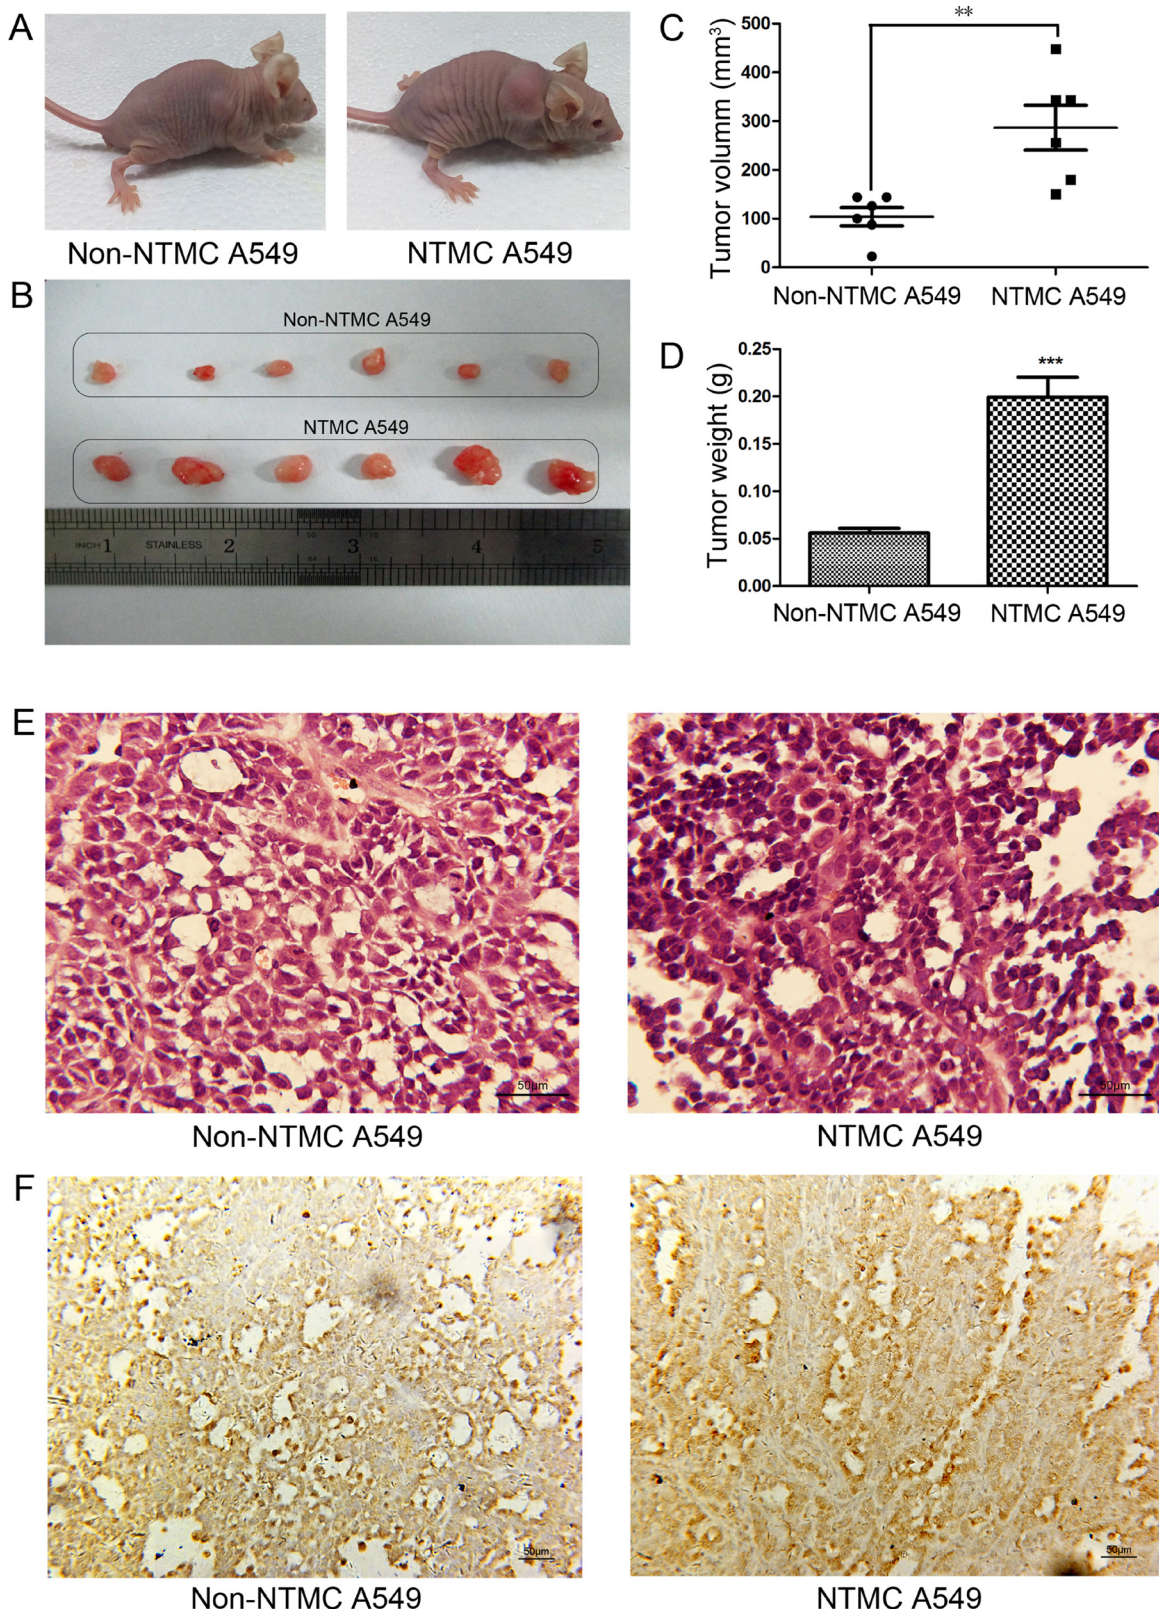 A
Non-NTMC A549
NTMC A549
B
Non-NTMC A549
NTMC A549
INCH 1 STAINLESS 2 3 4 5
C
Tumor volumm (mm³)
500
400
300
200
100
0
**
Non-NTMC A549
NTMC A549
D
Tumor weight (g)
0.25
0.20
0.15
0.10
0.05
0.00
***
Non-NTMC A549
NTMC A549
E
50μm
50μm
Non-NTMC A549
NTMC A549
F
50μm
50μm
Non-NTMC A549
NTMC A549